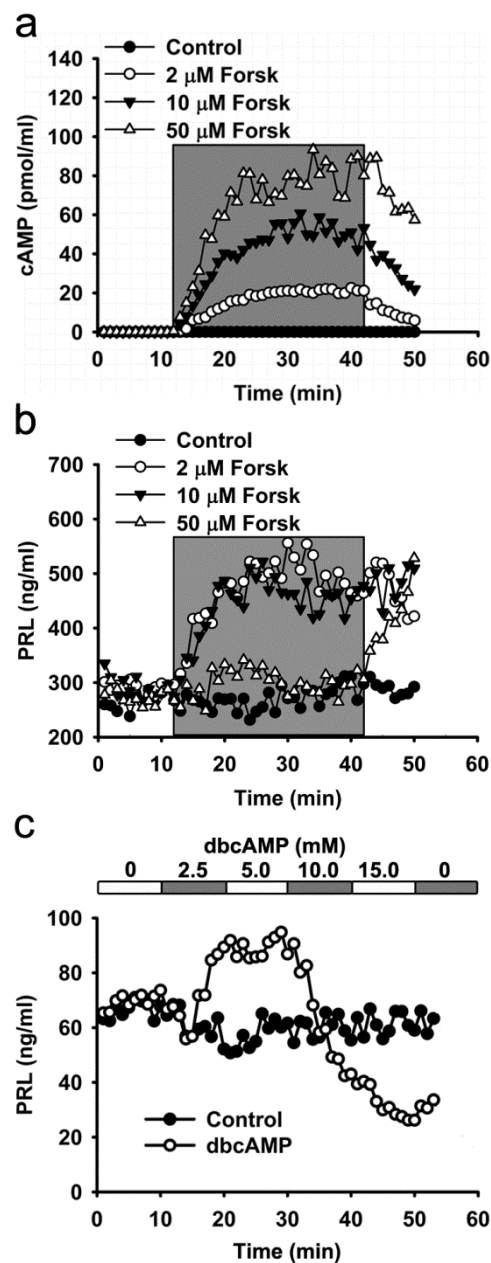 a
Control
2 μM Forsk
10 μM Forsk
50 μM Forsk
140
120
100
80
60
40
20
0
cAMP (pmol/ml)
0 10 20 30 40 50 60
Time (min)
b
Control
2 μM Forsk
10 μM Forsk
50 μM Forsk
700
600
500
400
300
200
PRL (ng/ml)
0 10 20 30 40 50 60
Time (min)
c
dbcAMP (mM)
0 2.5 5.0 10.0 15.0 0
100
80
60
40
20
0
PRL (ng/ml)
Control
dbcAMP
0 10 20 30 40 50 60
Time (min)